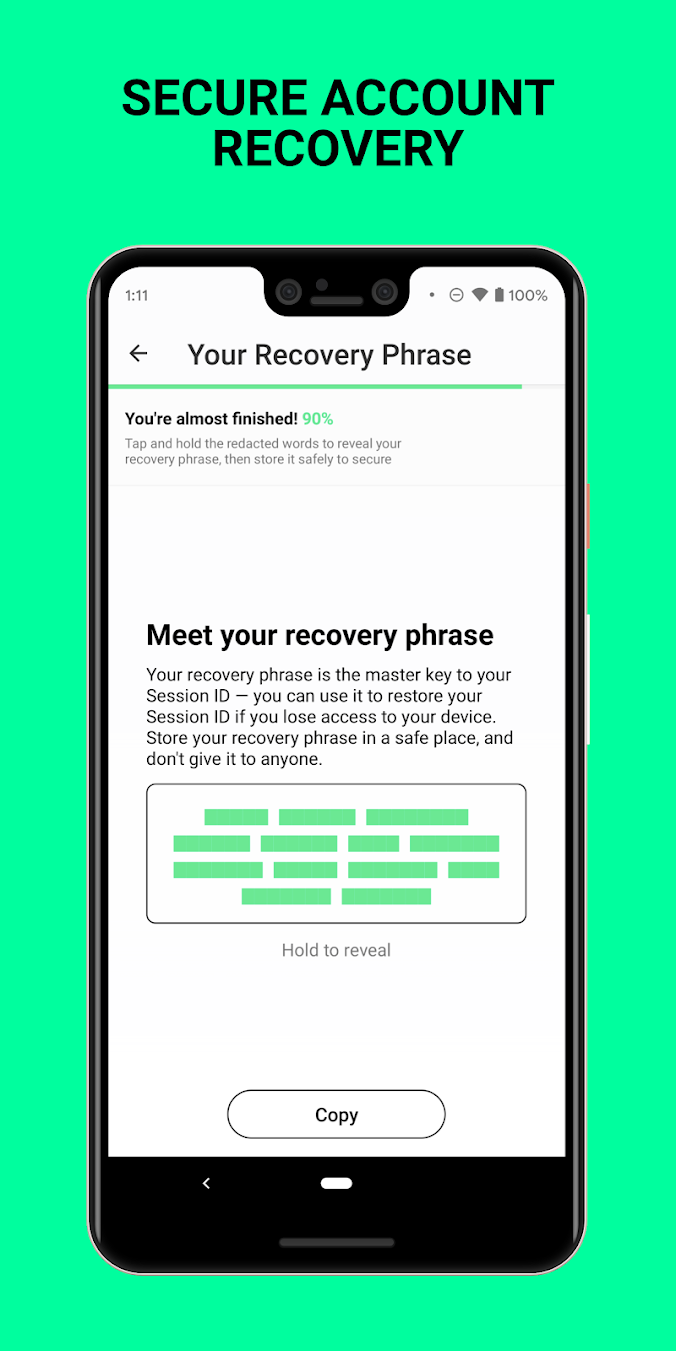 SECURE ACCOUNT
RECOVERY
1:11
100%
Your Recovery Phrase
You're almost finished! 90%
Tap and hold the redacted words to reveal your
recovery phrase, then store it safely to secure
Meet your recovery phrase
Your recovery phrase is the master key to your
Session ID — you can use it to restore your
Session ID if you lose access to your device.
Store your recovery phrase in a safe place, and
don't give it to anyone.
Hold to reveal
Copy